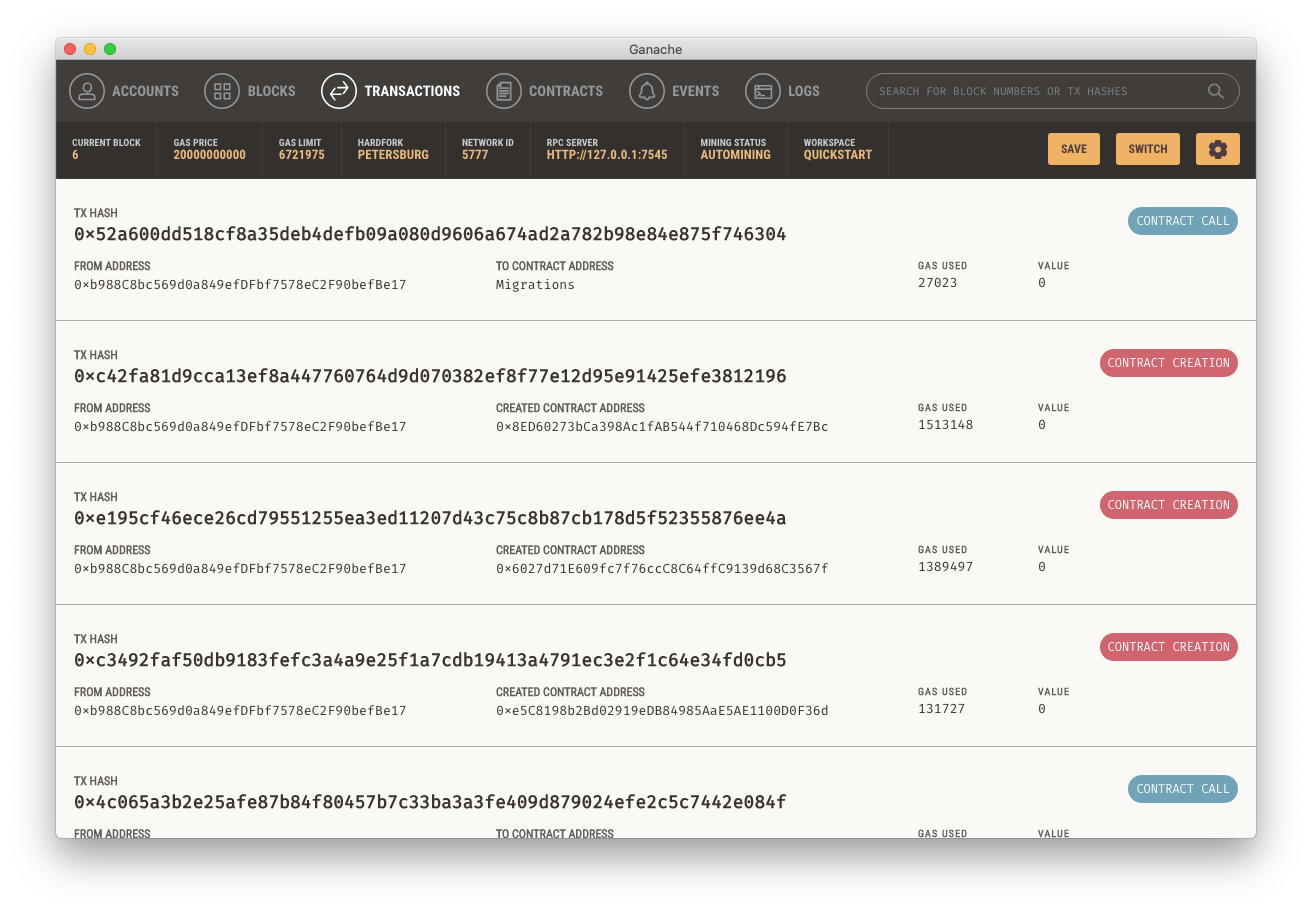 Ganache
ACCOUNTS BLOCKS TRANSACTIONS CONTRACTS EVENTS LOGS SEARCH FOR BLOCK NUMBERS OR TX HASHES
CURRENT BLOCK GAS PRICE GAS LIMIT HARDFORK NETWORK ID RPC SERVER MINING STATUS WORKSPACE
6 20000000000 6721975 PETERSBURG 5777 HTTP://127.0.0.1:7545 AUTOMINING QUICKSTART
SAVE SWITCH
TX HASH
0×52a600dd518cf8a35deb4defb09a080d9606a674ad2a782b98e84e875f746304
CONTRACT CALL
FROM ADDRESS TO CONTRACT ADDRESS GAS USED VALUE
0×b988C8bc569d0a849efDFbf7578eC2F90befBe17 Migrations 27023 0
TX HASH
0×c42fa81d9cca13ef8a447760764d9d070382ef8f77e12d95e91425efe3812196
CONTRACT CREATION
FROM ADDRESS CREATED CONTRACT ADDRESS GAS USED VALUE
0×b988C8bc569d0a849efDFbf7578eC2F90befBe17 0×8ED60273bCa398Ac1fAB544f710468Dc594fE7Bc 1513148 0
TX HASH
0×e195cf46ece26cd79551255ea3ed11207d43c75c8b87cb178d5f52355876ee4a
CONTRACT CREATION
FROM ADDRESS CREATED CONTRACT ADDRESS GAS USED VALUE
0×b988C8bc569d0a849efDFbf7578eC2F90befBe17 0×6027d71E609fc7f76ccC8C64ffC9139d68C3567f 1389497 0
TX HASH
0×c3492faf50db9183fefc3a4a9e25f1a7cdb19413a4791ec3e2f1c64e34fd0cb5
CONTRACT CREATION
FROM ADDRESS CREATED CONTRACT ADDRESS GAS USED VALUE
0×b988C8bc569d0a849efDFbf7578eC2F90befBe17 0×e5C8198b2Bd02919eDB84985AaE5AE1100D0F36d 131727 0
TX HASH
0×4c065a3b2e25afe87b84f80457b7c33ba3a3fe409d879024efe2c5c7442e084f
CONTRACT CALL
FROM ADDRESS TO CONTRACT ADDRESS GAS USED VALUE